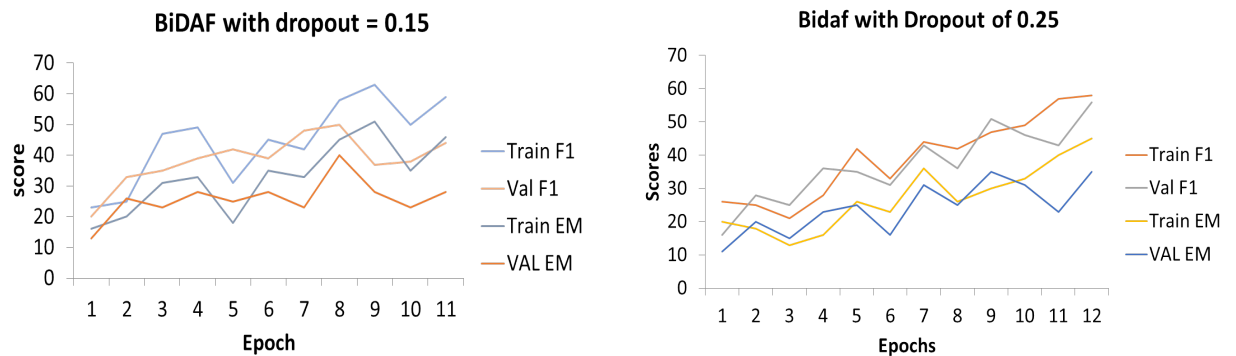 BiDAF with dropout = 0.15
score
70
60
50
40
30
20
10
0
1 2 3 4 5 6 7 8 9 10 11
Epoch
Train F1
Val F1
Train EM
VAL EM
Bidaf with Dropout of 0.25
Scores
70
60
50
40
30
20
10
0
1 2 3 4 5 6 7 8 9 10 11 12
Epochs
Train F1
Val F1
Train EM
VAL EM